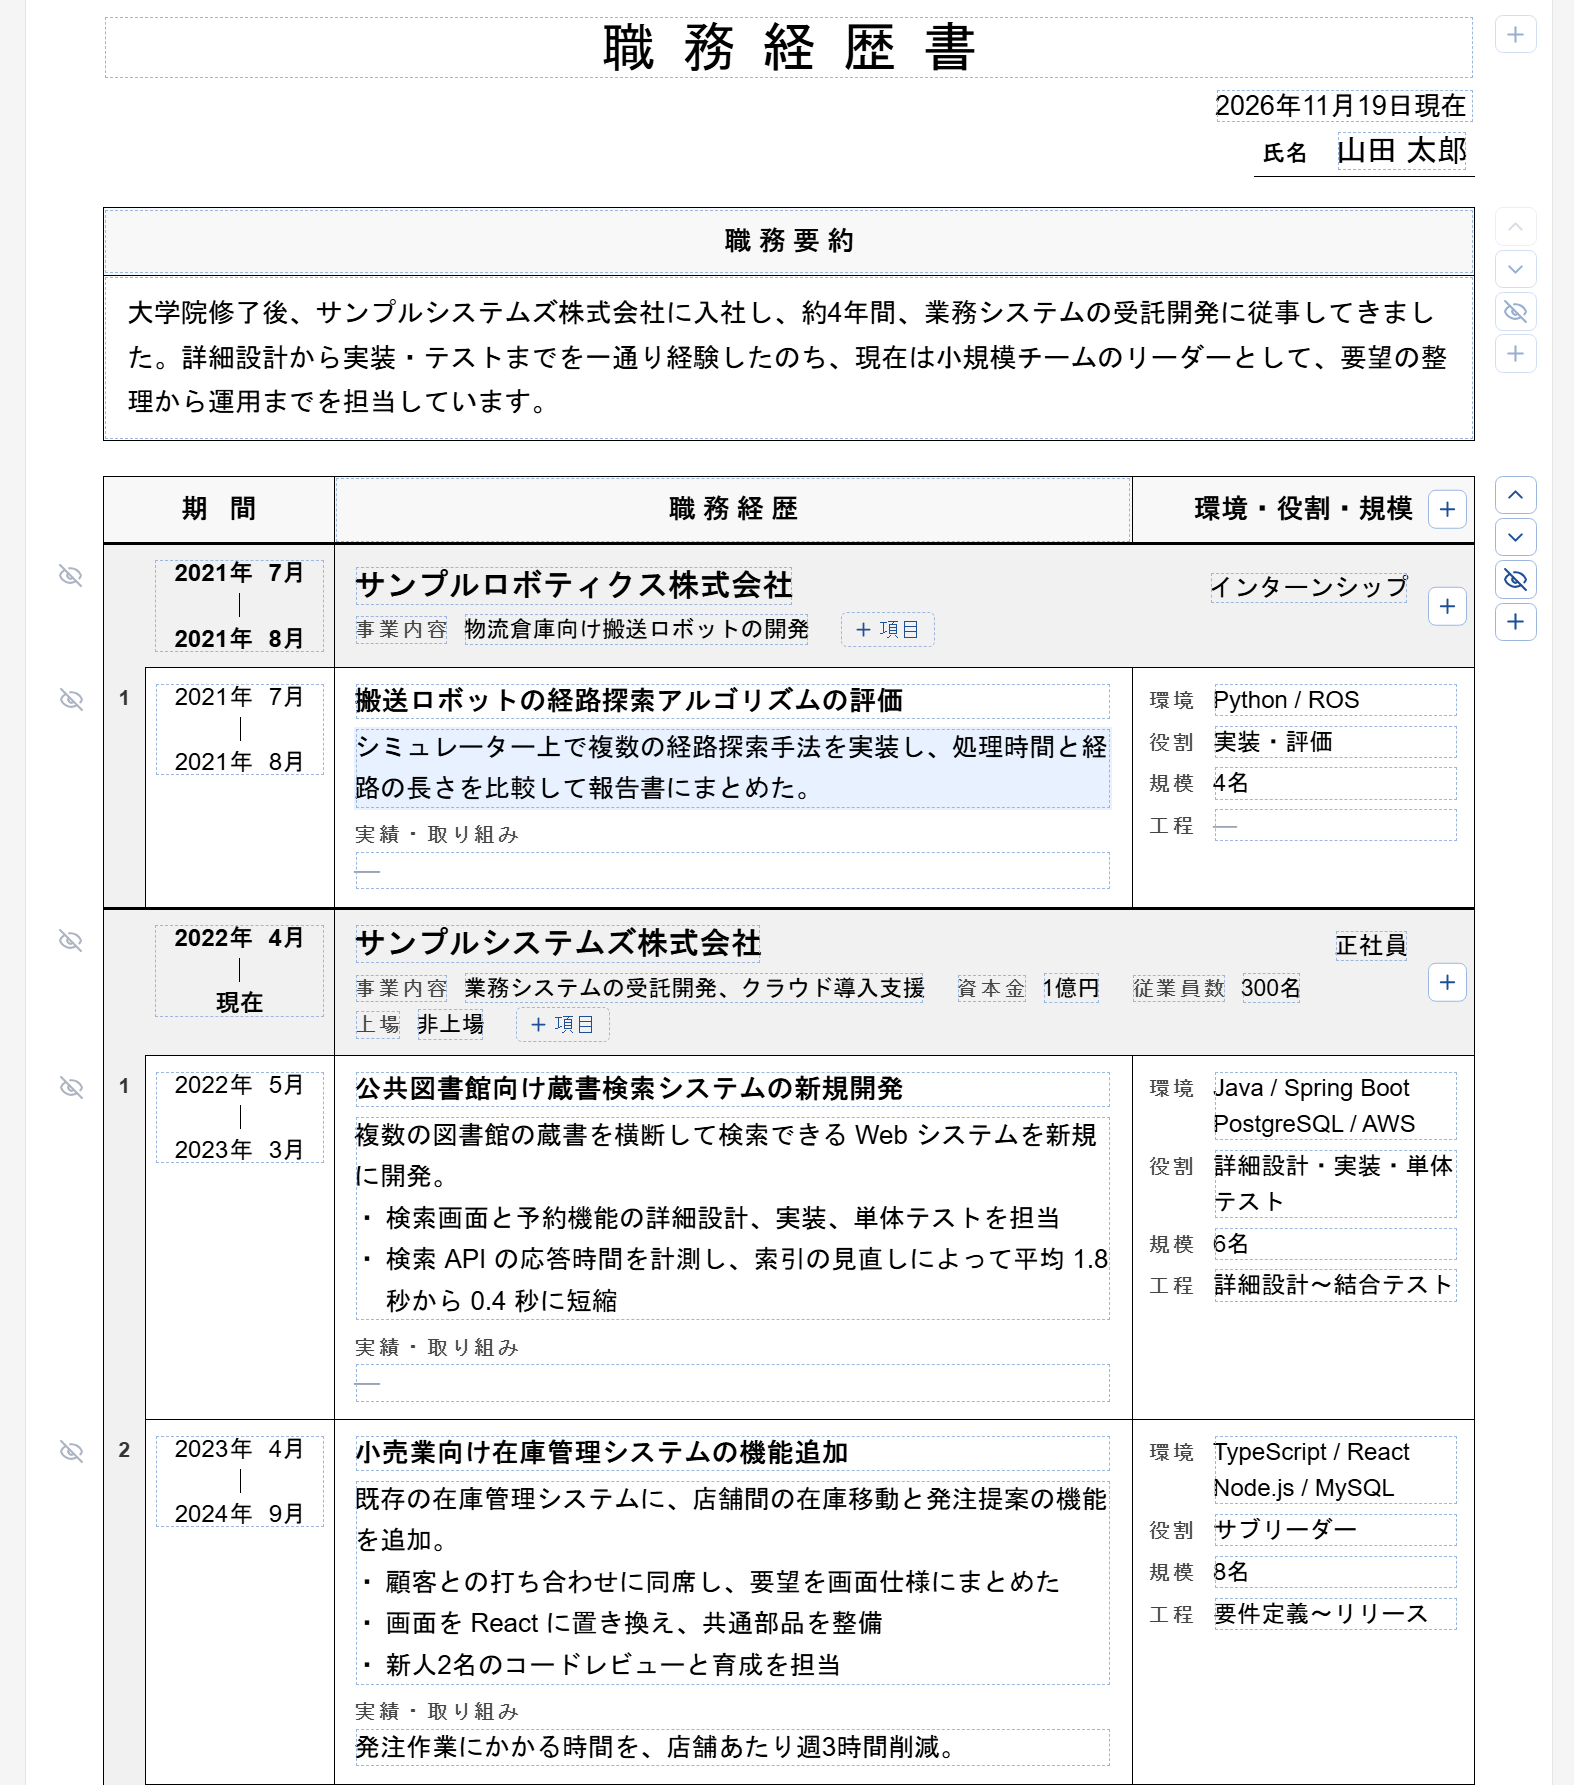 職務経歴書
2026年11月19日現在
氏名 山田 太郎
職務要約
大学院修了後、サンプルシステムズ株式会社に入社し、約4年間、業務システムの受託開発に従事してきまし
た。詳細設計から実装・テストまでを一通り経験したのち、現在は小規模チームのリーダーとして、要望の整
理から運用までを担当しています。
期 間 職務経歴 環境・役割・規模
2021年 7月
|
2021年 8月
サンプルロボティクス株式会社
インターンシップ
事業内容 物流倉庫向け搬送ロボットの開発 + 項目
1
2021年 7月
|
2021年 8月
搬送ロボットの経路探索アルゴリズムの評価
シミュレーター上で複数の経路探索手法を実装し、処理時間と経
路の長さを比較して報告書にまとめた。
実績・取り組み
—
環境 Python / ROS
役割 実装・評価
規模 4名
工程 —
2022年 4月
|
現在
サンプルシステムズ株式会社
正社員
事業内容 業務システムの受託開発、クラウド導入支援 資本金 1億円 従業員数 300名
上場 非上場 + 項目
1
2022年 5月
|
2023年 3月
公共図書館向け蔵書検索システムの新規開発
複数の図書館の蔵書を横断して検索できる Web システムを新規
に開発。
・ 検索画面と予約機能の詳細設計、実装、単体テストを担当
・ 検索 API の応答時間を計測し、索引の見直しによって平均 1.8
秒から 0.4 秒に短縮
実績・取り組み
—
環境 Java / Spring Boot
PostgreSQL / AWS
役割 詳細設計・実装・単体
テスト
規模 6名
工程 詳細設計〜結合テスト
2
2023年 4月
|
2024年 9月
小売業向け在庫管理システムの機能追加
既存の在庫管理システムに、店舗間の在庫移動と発注提案の機能
を追加。
・ 顧客との打ち合わせに同席し、要望を画面仕様にまとめた
・ 画面を React に置き換え、共通部品を整備
・ 新人2名のコードレビューと育成を担当
実績・取り組み
発注作業にかかる時間を、店舗あたり週3時間削減。
環境 TypeScript / React
Node.js / MySQL
役割 サブリーダー
規模 8名
工程 要件定義〜リリース